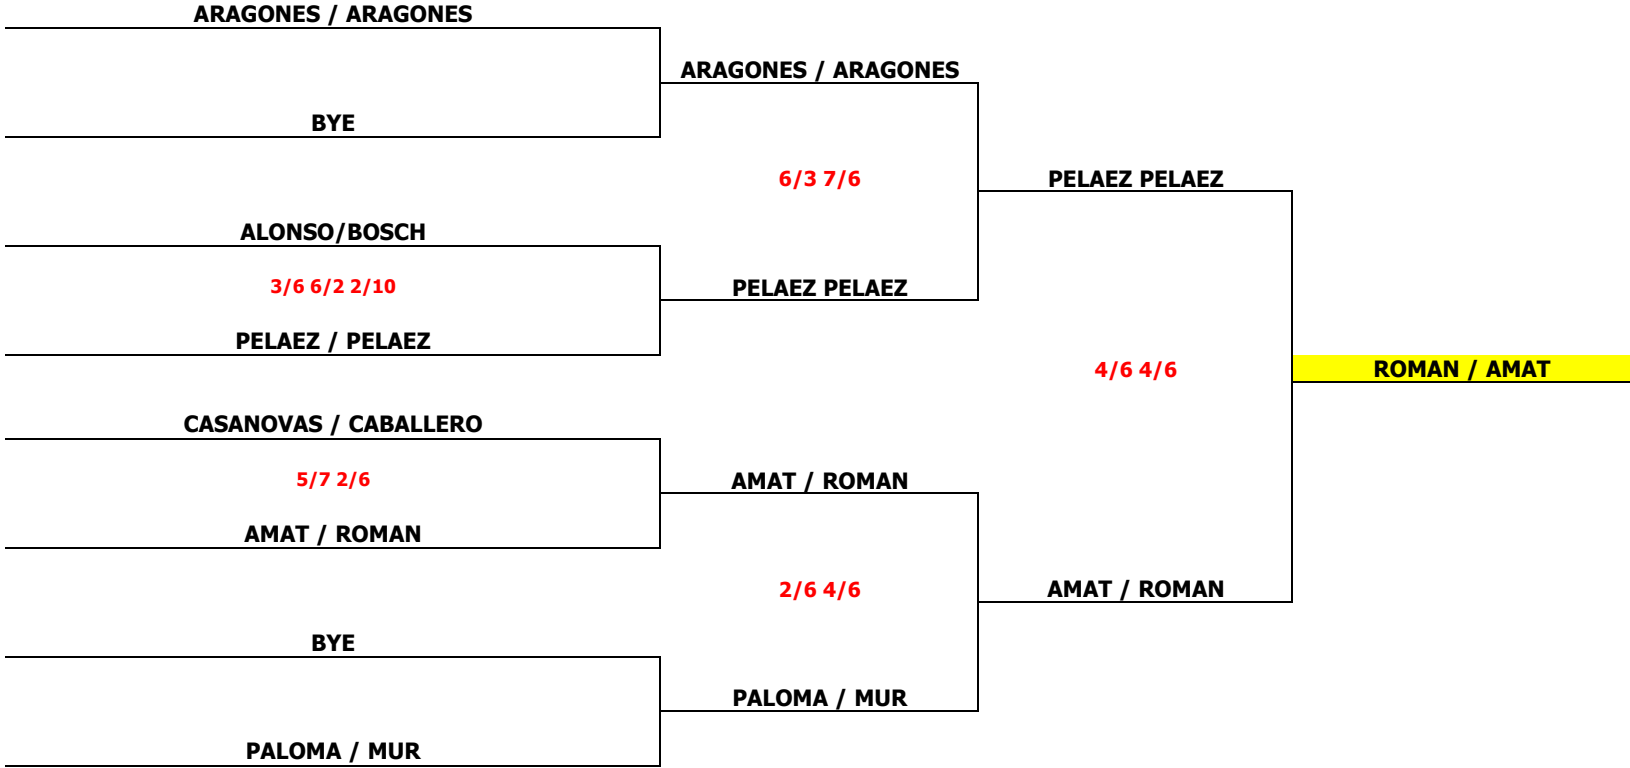 ARAGONES / ARAGONES
ARAGONES / ARAGONES
BYE
6/3 7/6
PELAEZ PELAEZ
ALONSO/BOSCH
3/6 6/2 2/10
PELAEZ PELAEZ
PELAEZ / PELAEZ
4/6 4/6
ROMAN / AMAT
CASANOVAS / CABALLERO
5/7 2/6
AMAT / ROMAN
AMAT / ROMAN
2/6 4/6
AMAT / ROMAN
BYE
PALOMA / MUR
PALOMA / MUR